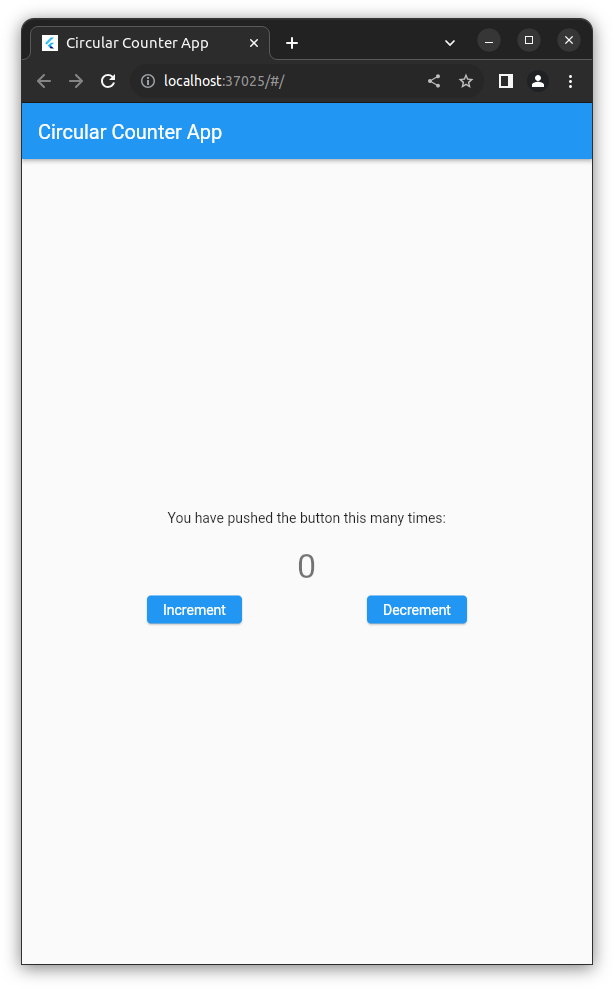 Circular Counter App
localhost:37025/#/
Circular Counter App
You have pushed the button this many times:
0
Increment Decrement